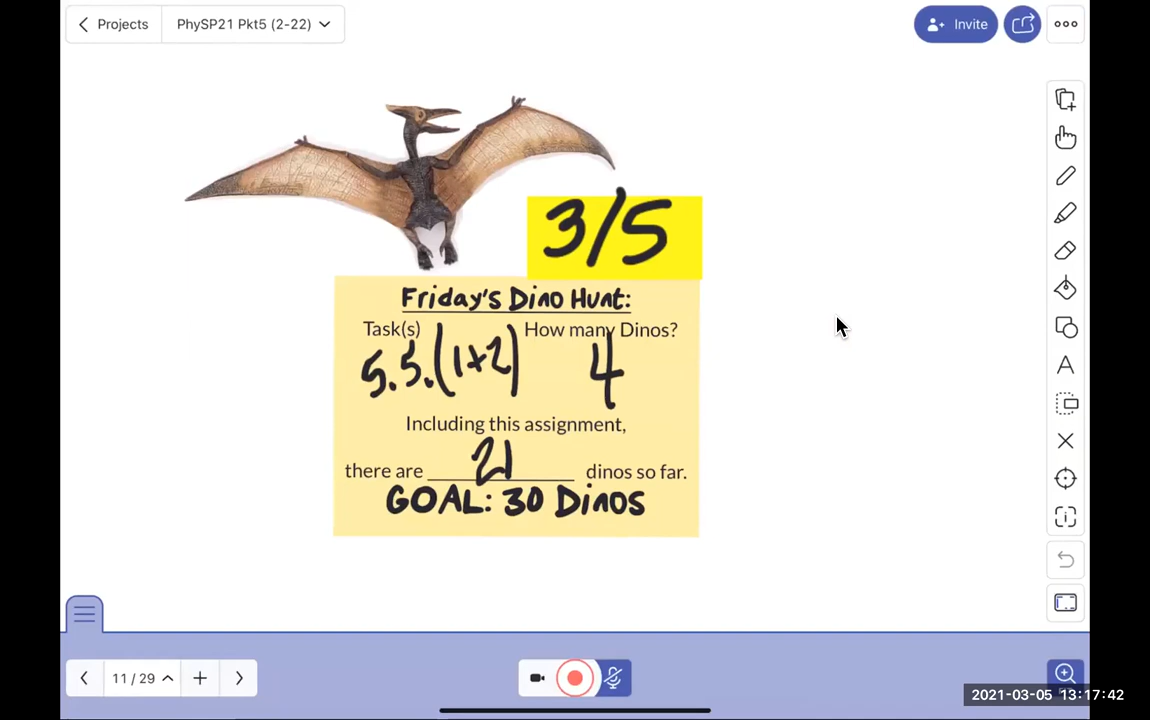 Projects
PhySP21 Pkt5 (2-22)
Invite
3/5
Friday's Dino Hunt:
Task(s) How many Dinos?
5.3.(1+2) 4
Including this assignment,
there are 21 dinos so far.
GOAL: 30 Dinos
A
11 / 29
2021-03-05 13:17:42